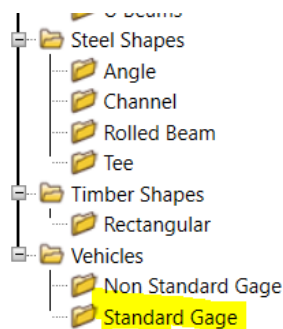 Steel Shapes
Angle
Channel
Rolled Beam
Tee
Timber Shapes
Rectangular
Vehicles
Non Standard Gage
Standard Gage